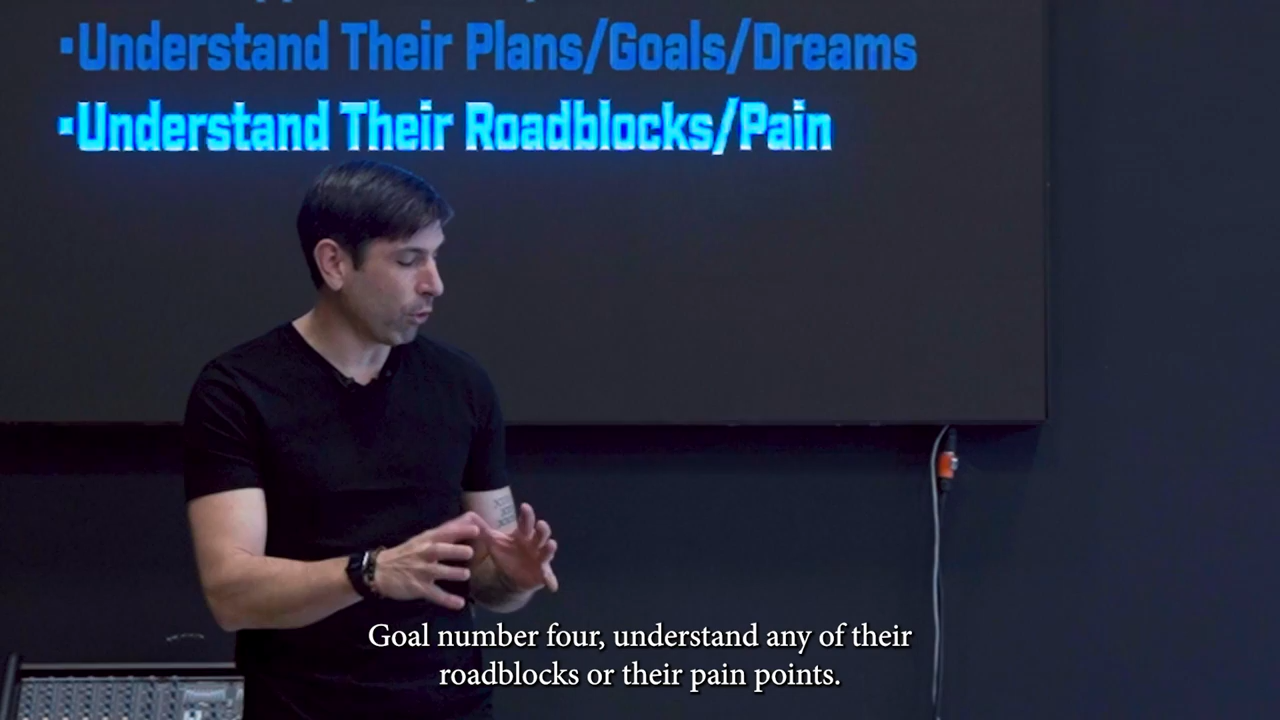 ▪Understand Their Plans/Goals/Dreams
▪Understand Their Roadblocks/Pain
Goal number four, understand any of their
roadblocks or their pain points.